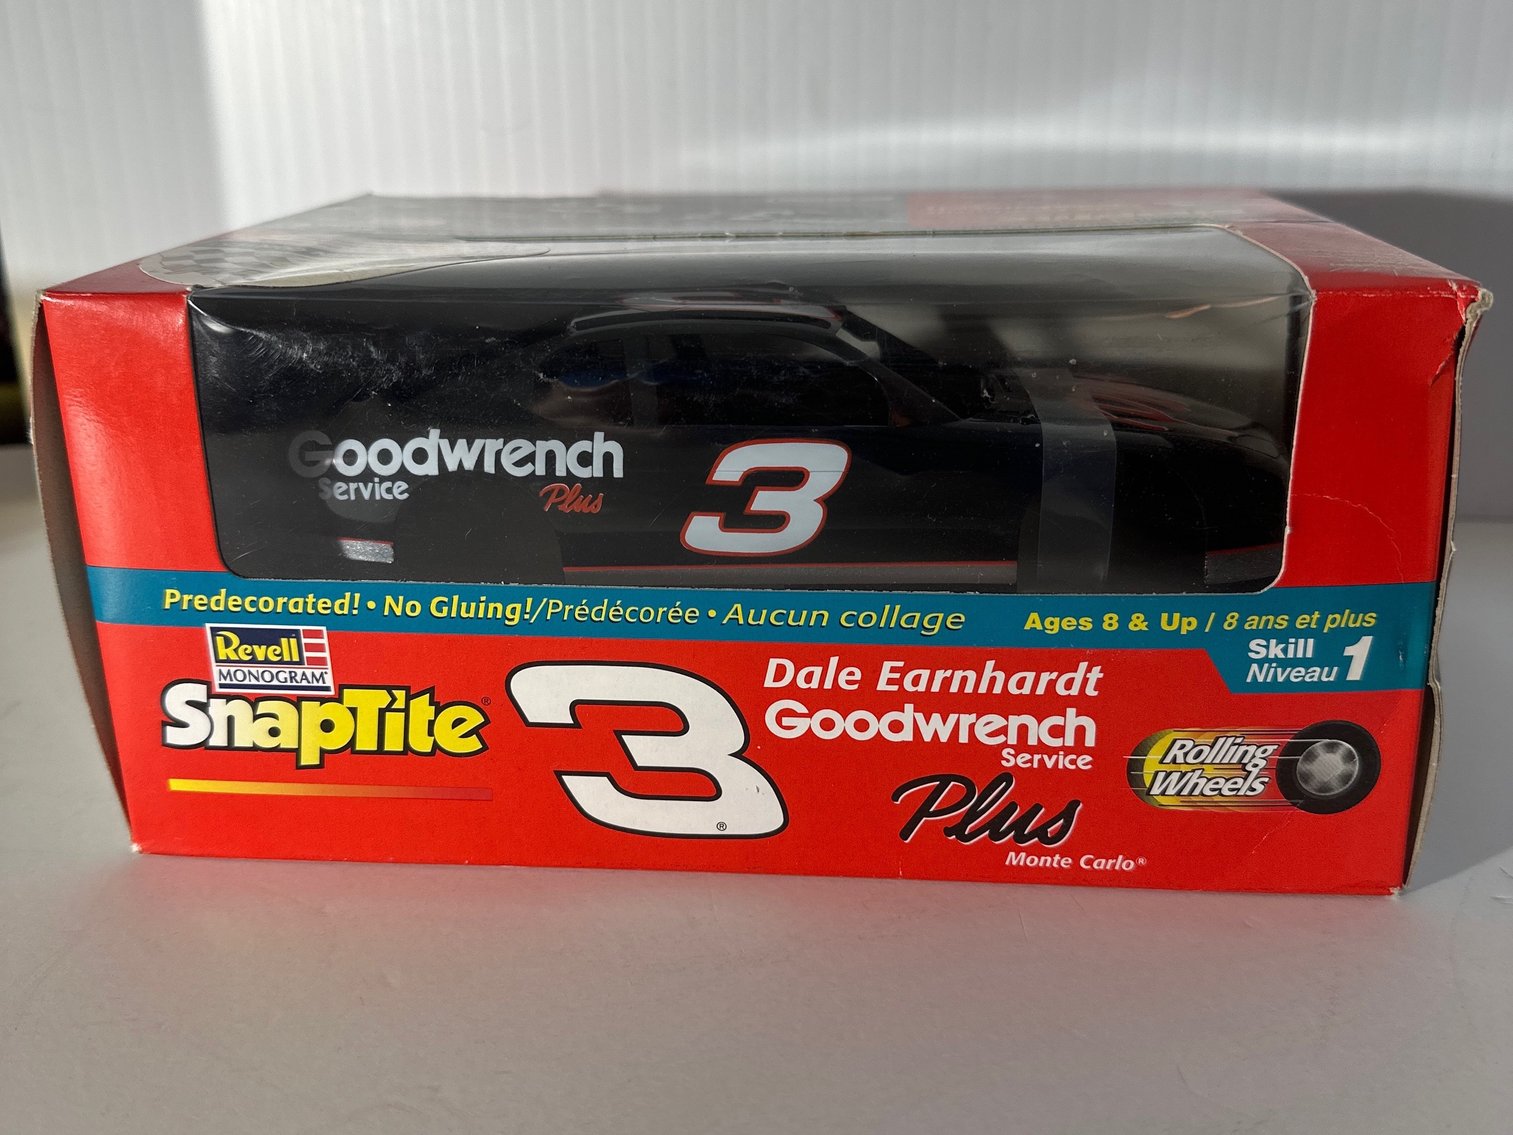 Goodwrench
Service
Plus
3
Predecorated! • No Gluing!/Prédécorée • Aucun collage
Ages 8 & Up / 8 ans et plus
Skill
Niveau 1
Revell
MONOGRAM
SnapTite®
3®
Dale Earnhardt
Goodwrench
Service
Plus
Monte Carlo®
Rolling
Wheels